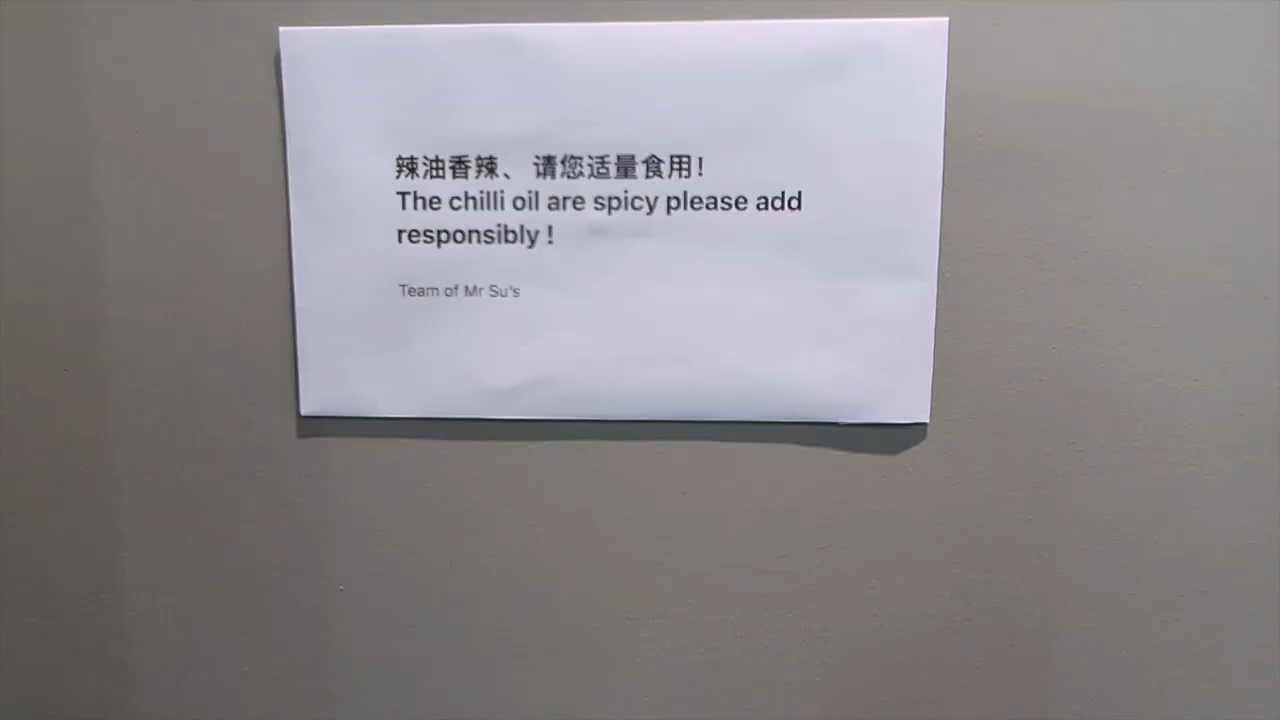 辣油香辣、 请您适量食用！
The chilli oil are spicy please add
responsibly !
Team of Mr Su's